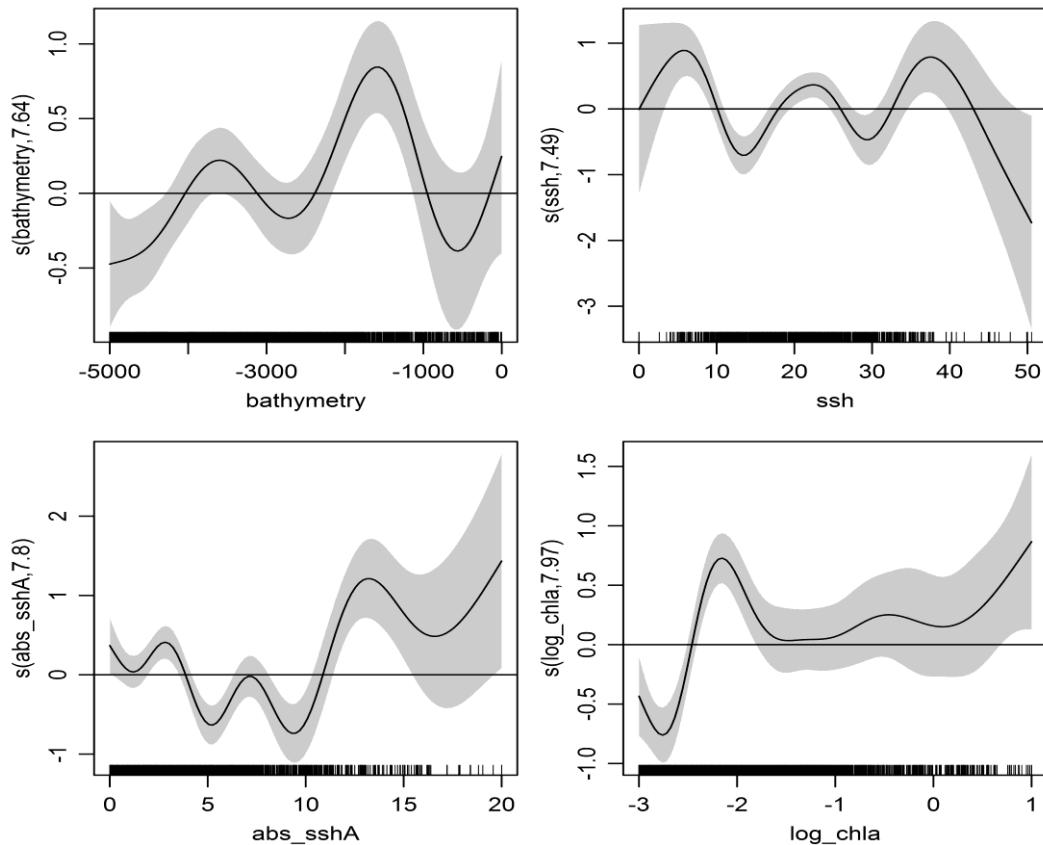 s(bathymetry,7.64)
1.0
0.5
0.0
-0.5
-5000 -3000 -1000 0
bathymetry
s(ssh,7.49)
1
0
-1
-2
-3
0 10 20 30 40 50
ssh
s(abs_sshA,7.8)
2
1
0
-1
0 5 10 15 20
abs_sshA
s(log_chla,7.97)
1.5
1.0
0.5
0.0
-0.5
-1.0
-3 -2 -1 0 1
log_chla